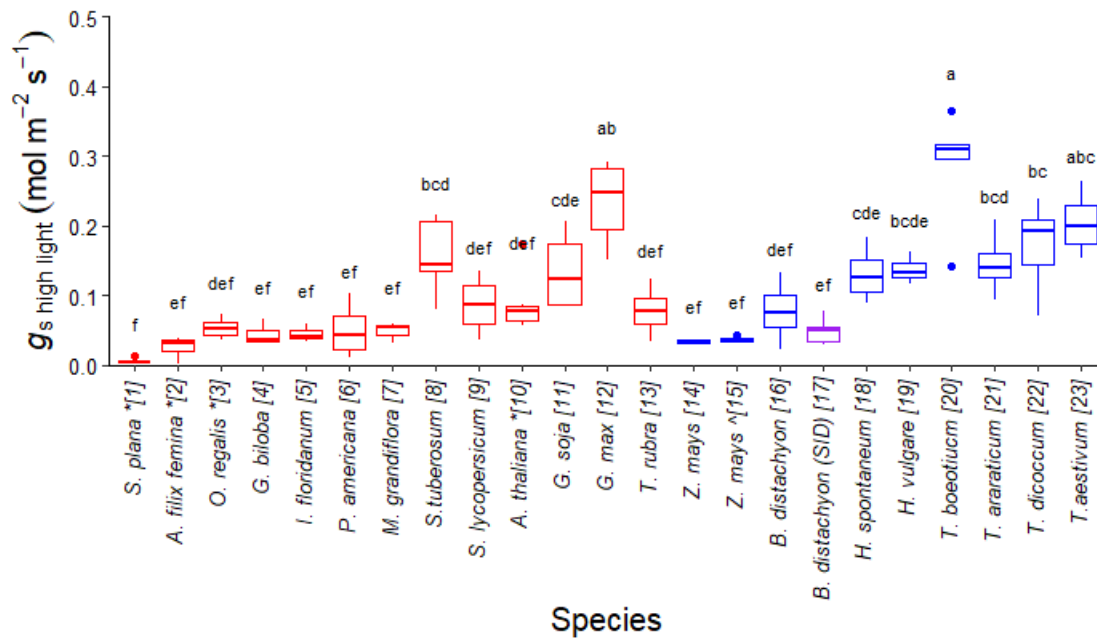 0.5
0.4
0.3
0.2
0.1
0.0
gs high light (mol m−2 s−1)
f
ef
def
ef
ef
ef
ef
bcd
def
def
cde
ab
def
ef
ef
def
ef
cde
bcde
a
bcd
bc
abc
S. plana *[1]
A. filix femina *[2]
O. regalis *[3]
G. biloba [4]
I. floridanum [5]
P. americana [6]
M. grandiflora [7]
S.tuberosum [8]
S. lycopersicum [9]
A. thaliana *[10]
G. soja [11]
G. max [12]
T. rubra [13]
Z. mays [14]
Z. mays ^[15]
B. distachyon [16]
B. distachyon (SID) [17]
H. spontaneum [18]
H. vulgare [19]
T. boeotiucm [20]
T. araraticum [21]
T. dicoccum [22]
T.aestivum [23]
Species